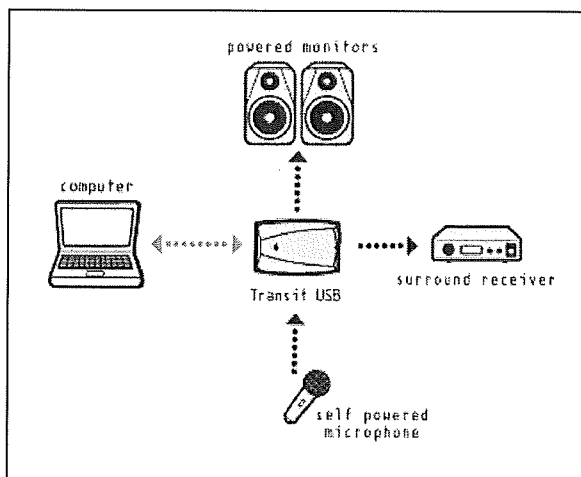 powered monitors
computer
Transit USB
surround receiver
self powered
microphone